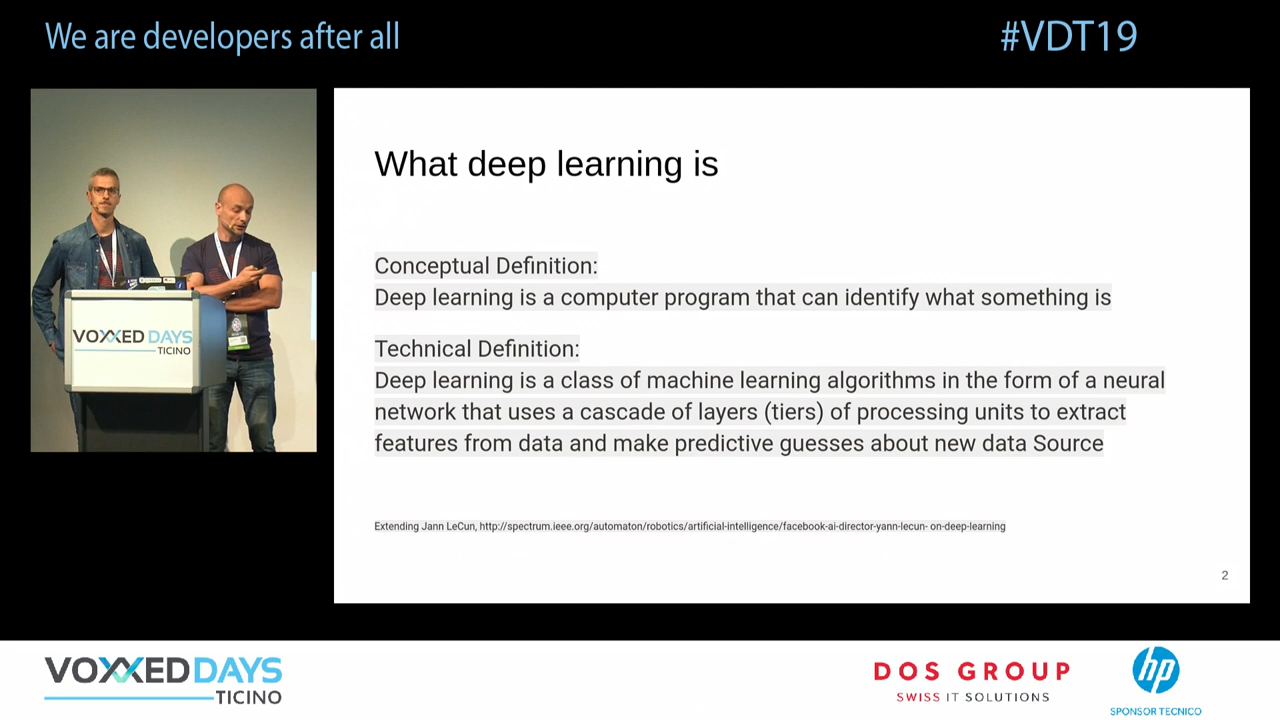 We are developers after all
#VDT19
What deep learning is
Conceptual Definition:
Deep learning is a computer program that can identify what something is
Technical Definition:
Deep learning is a class of machine learning algorithms in the form of a neural
network that uses a cascade of layers (tiers) of processing units to extract
features from data and make predictive guesses about new data Source
Extending Jann LeCun, http://spectrum.ieee.org/automaton/robotics/artificial-intelligence/facebook-ai-director-yann-lecun- on-deep-learning
2
VOXXED DAYS
TICINO
VOXXED DAYS
TICINO
DOS GROUP
SWISS IT SOLUTIONS
hp
SPONSOR TECNICO